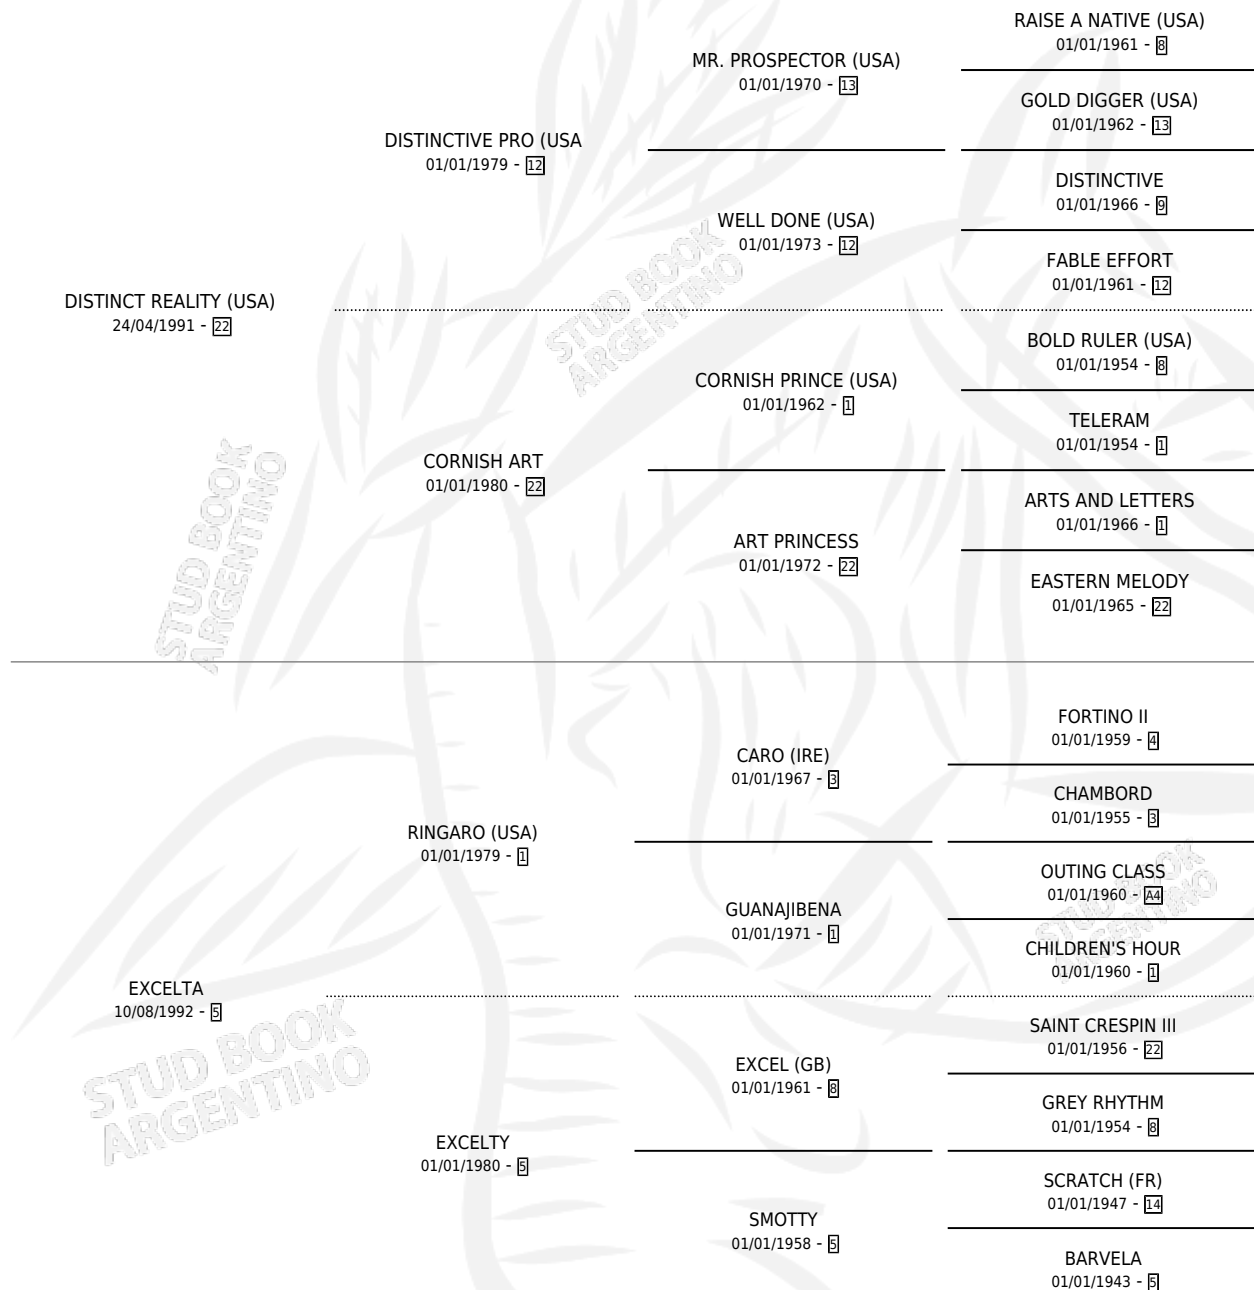 RAISE A NATIVE (USA)
01/01/1961 - 8
MR. PROSPECTOR (USA)
01/01/1970 - 13
GOLD DIGGER (USA)
01/01/1962 - 13
DISTINCTIVE PRO (USA
01/01/1979 - 12
DISTINCTIVE
01/01/1966 - 9
WELL DONE (USA)
01/01/1973 - 12
FABLE EFFORT
01/01/1961 - 12
DISTINCT REALITY (USA)
24/04/1991 - 22
BOLD RULER (USA)
01/01/1954 - 8
CORNISH PRINCE (USA)
01/01/1962 - 1
TELERAM
01/01/1954 - 1
CORNISH ART
01/01/1980 - 22
ARTS AND LETTERS
01/01/1966 - 1
ART PRINCESS
01/01/1972 - 22
EASTERN MELODY
01/01/1965 - 22
FORTINO II
01/01/1959 - 4
CARO (IRE)
01/01/1967 - 3
CHAMBORD
01/01/1955 - 3
RINGARO (USA)
01/01/1979 - 1
OUTING CLASS
01/01/1960 - A4
GUANAJIBENA
01/01/1971 - 1
CHILDREN'S HOUR
01/01/1960 - 1
EXCELTA
10/08/1992 - 5
SAINT CRESPIN III
01/01/1956 - 22
EXCEL (GB)
01/01/1961 - 8
GREY RHYTHM
01/01/1954 - 8
EXCELTY
01/01/1980 - 5
SCRATCH (FR)
01/01/1947 - 14
SMOTTY
01/01/1958 - 5
BARVELA
01/01/1943 - 5
STUD BOOK
ARGENTINO
STUD BOOK
ARGENTINO
STUD BOOK
ARGENTINO
STUD BOOK
ARGENTINO